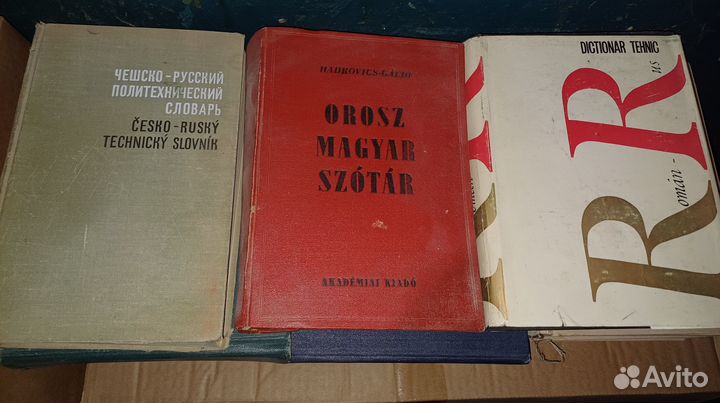 ЧЕШСКО-РУССКИЙ
ПОЛИТЕХНИЧЕСКИЙ
СЛОВАРЬ
ČESKO-RUSKÝ
TECHNICKÝ SLOVNÍK
HADROVICS-GÁLDI
OROSZ
MAGYAR
SZÓTÁR
AKADÉMIAI KIADÓ
DICTIONAR TEHNIC
Rus
Român-
Avito